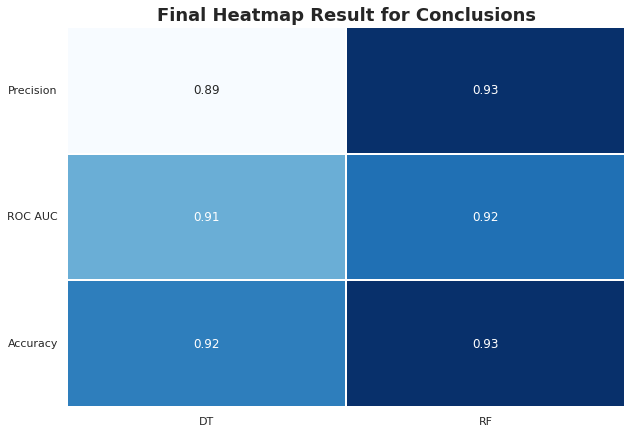 Final Heatmap Result for Conclusions
Precision
0.89
0.93
ROC AUC
0.91
0.92
Accuracy
0.92
0.93
DT
RF